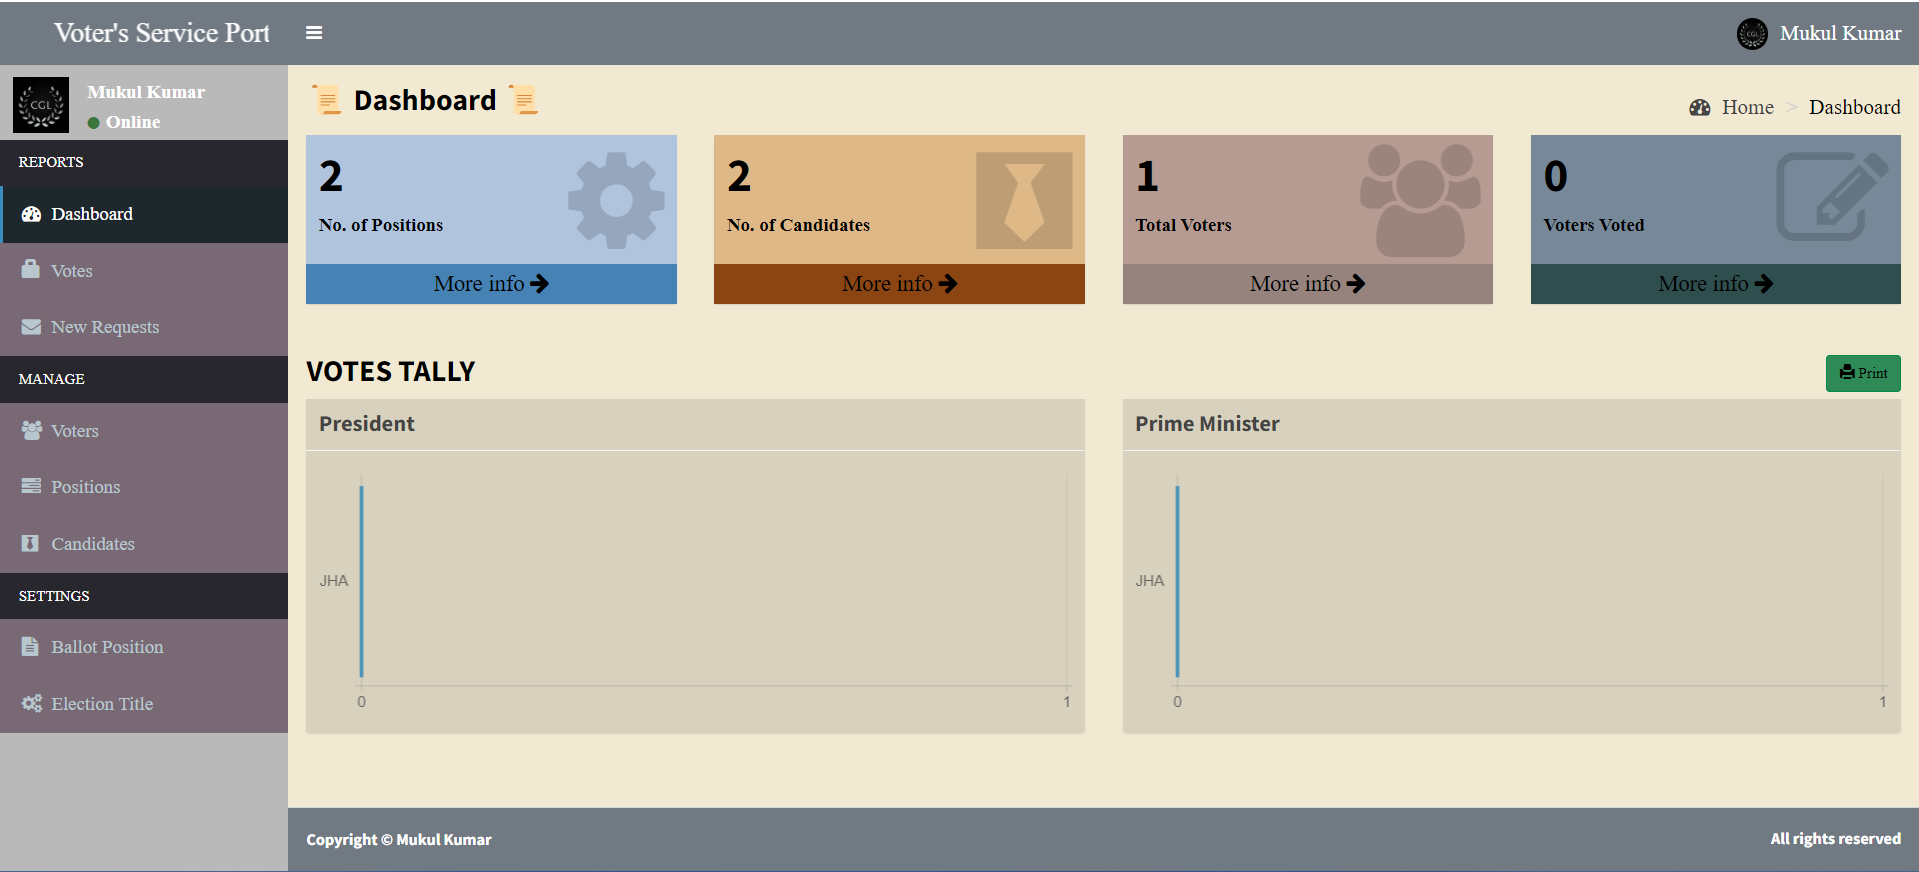 Voter's Service Port
Mukul Kumar
CGL
Mukul Kumar
Online
REPORTS
Dashboard
Votes
New Requests
MANAGE
Voters
Positions
Candidates
SETTINGS
Ballot Position
Election Title
Dashboard
Home > Dashboard
2
No. of Positions
More info
2
No. of Candidates
More info
1
Total Voters
More info
0
Voters Voted
More info
VOTES TALLY
Print
President
JHA
0 1
Prime Minister
JHA
0 1
Copyright © Mukul Kumar
All rights reserved